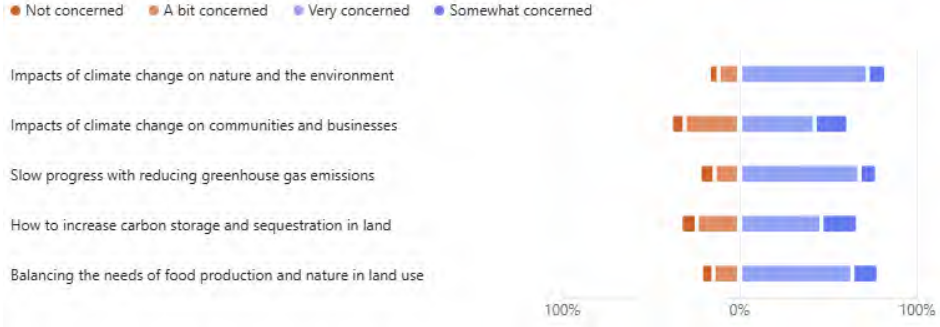 Not concerned A bit concerned Very concerned Somewhat concerned
Impacts of climate change on nature and the environment
Impacts of climate change on communities and businesses
Slow progress with reducing greenhouse gas emissions
How to increase carbon storage and sequestration in land
Balancing the needs of food production and nature in land use
100% 0% 100%